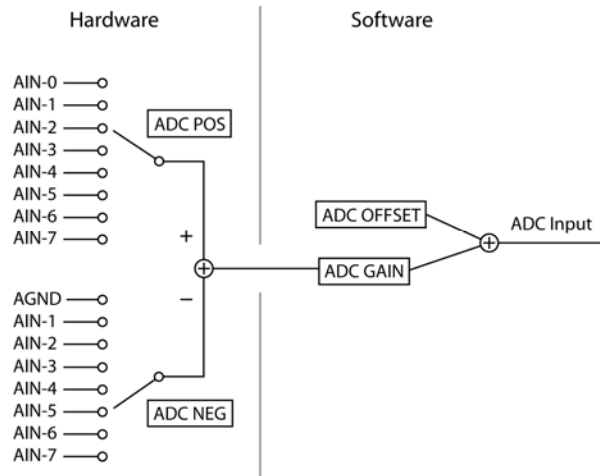 Hardware
Software
AIN-0
AIN-1
AIN-2
AIN-3
AIN-4
AIN-5
AIN-6
AIN-7
ADC POS
+
ADC OFFSET
ADC Input
+
+
ADC GAIN
−
AGND
AIN-1
AIN-2
AIN-3
AIN-4
AIN-5
AIN-6
AIN-7
ADC NEG